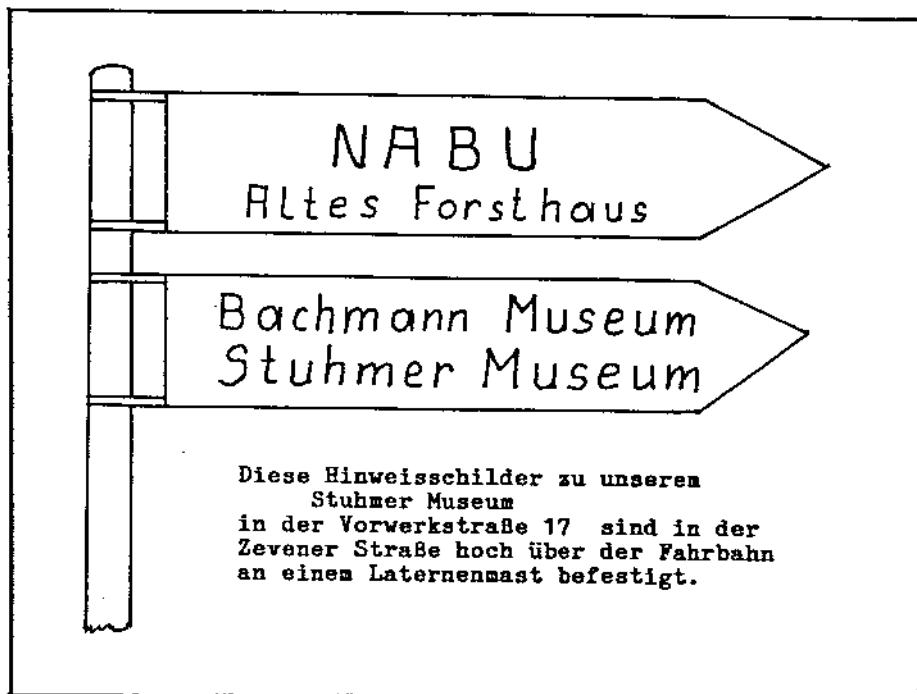 NABU
Altes Forsthaus
Bachmann Museum
Stuhmer Museum
Diese Hinweisschilder zu unserem
Stuhmer Museum
in der Vorwerkstraße 17 sind in der
Zevener Straße hoch über der Fahrbahn
an einem Laternenmast befestigt.